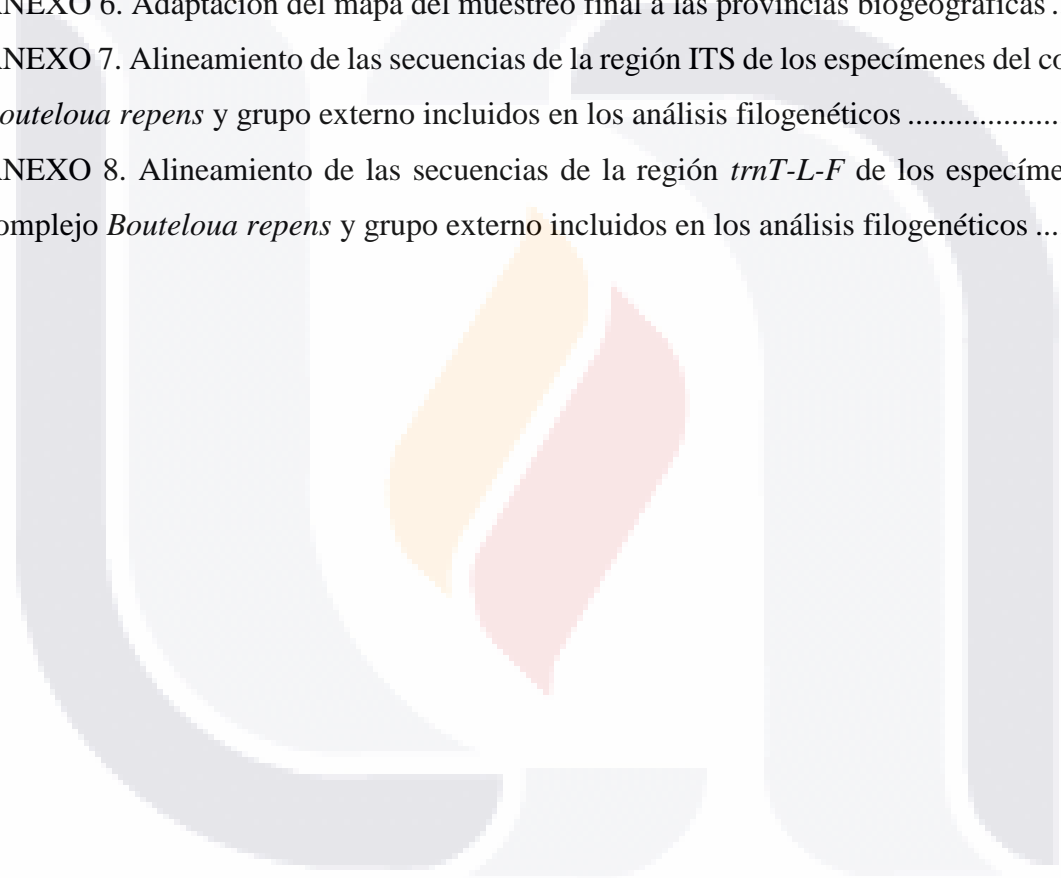 NEXO 6. Adaptación del mapa del muestreo final a las provincias biogeográficas .
NEXO 7. Alineamiento de las secuencias de la región ITS de los especímenes del co
outeloua repens y grupo externo incluidos en los análisis filogenéticos ..................
NEXO 8. Alineamiento de las secuencias de la región trnT-L-F de los especíme
omplejo Bouteloua repens y grupo externo incluidos en los análisis filogenéticos ...